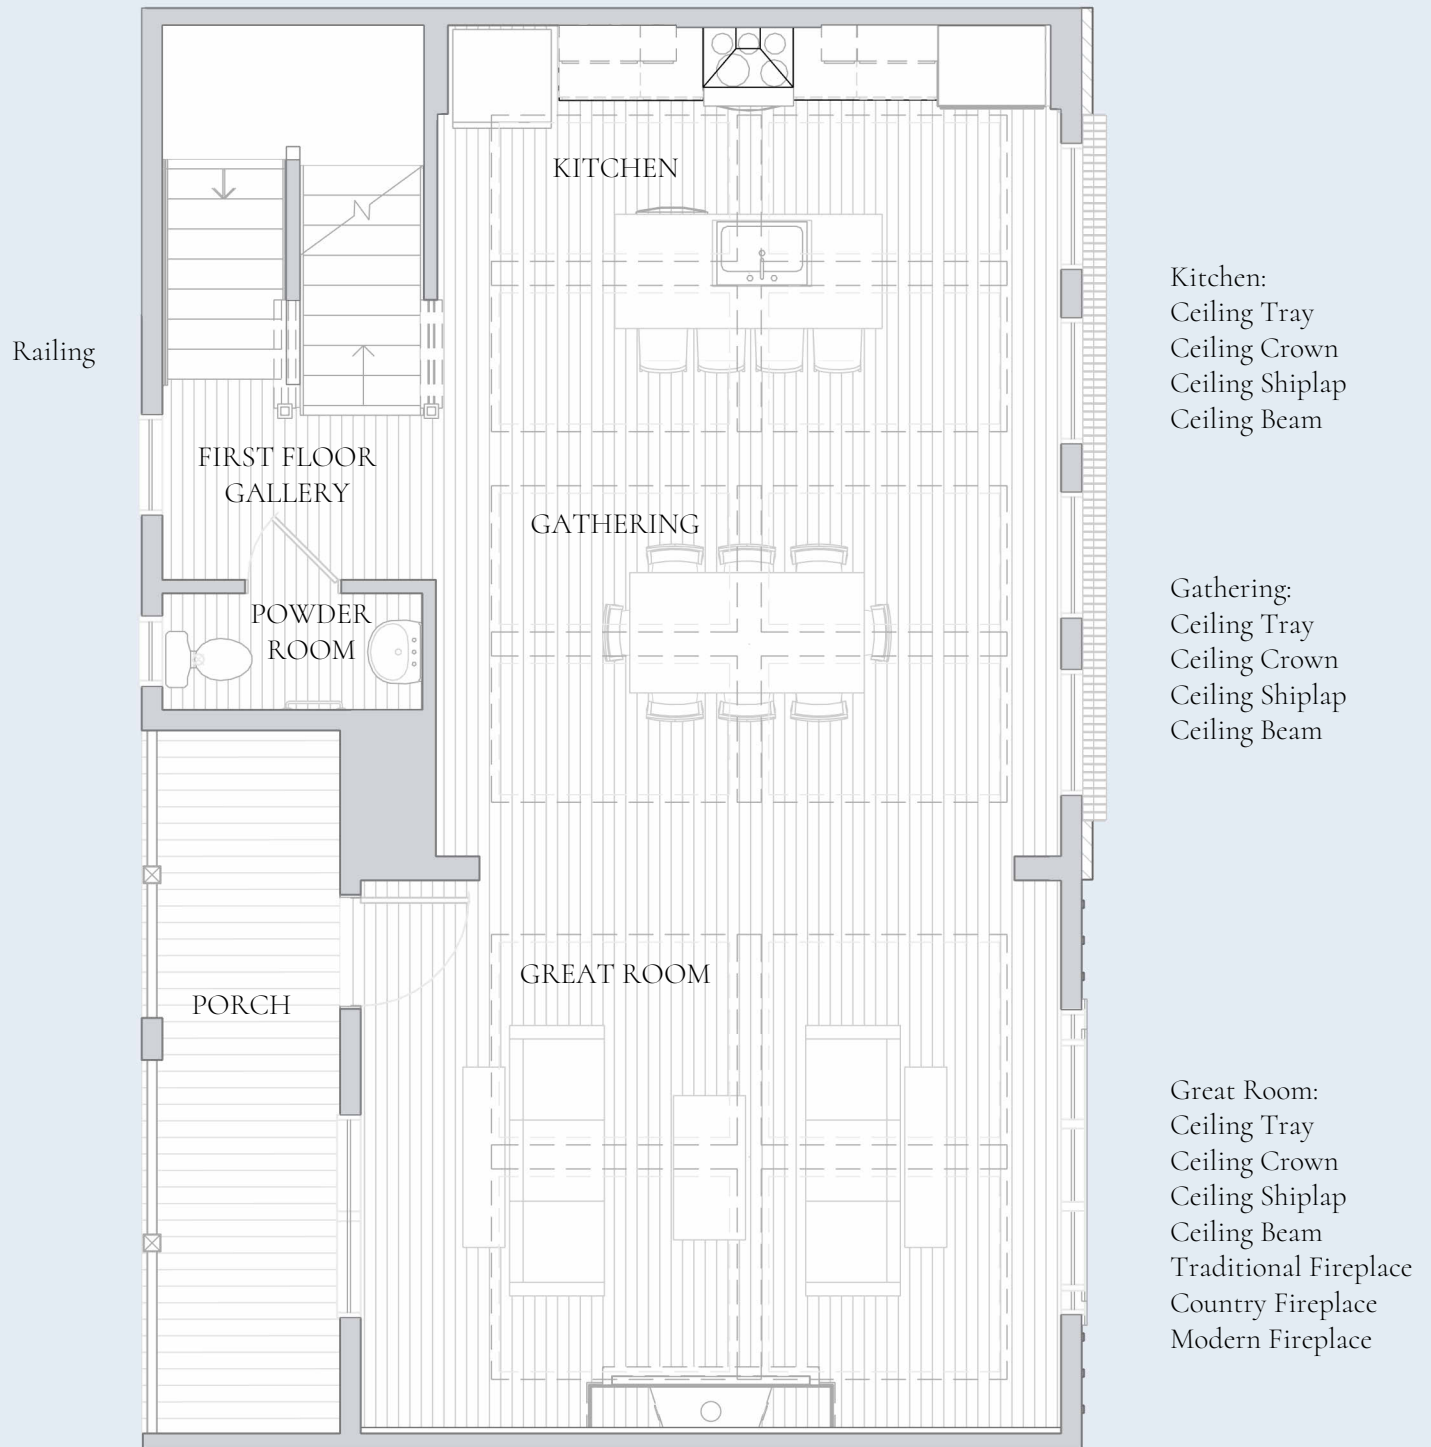 KITCHEN
Railing
FIRST FLOOR
GALLERY
GATHERING
POWDER
ROOM
GREAT ROOM
PORCH
Kitchen:
Ceiling Tray
Ceiling Crown
Ceiling Shiplap
Ceiling Beam
Gathering:
Ceiling Tray
Ceiling Crown
Ceiling Shiplap
Ceiling Beam
Great Room:
Ceiling Tray
Ceiling Crown
Ceiling Shiplap
Ceiling Beam
Traditional Fireplace
Country Fireplace
Modern Fireplace